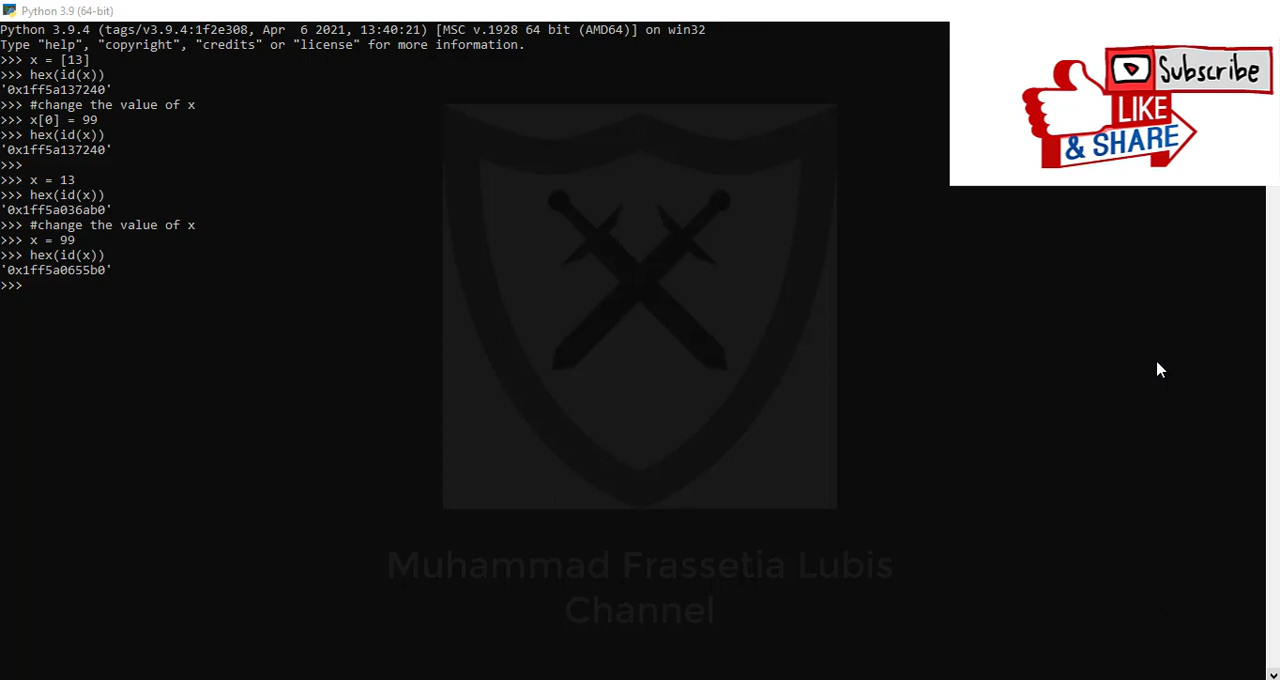 Python 3.9 (64-bit)
Python 3.9.4 (tags/v3.9.4:1f2e308, Apr  6 2021, 13:40:21) [MSC v.1928 64 bit (AMD64)] on win32
Type "help", "copyright", "credits" or "license" for more information.
>>> x = [13]
>>> hex(id(x))
'0x1ff5a137240'
>>> #change the value of x
>>> x[0] = 99
>>> hex(id(x))
'0x1ff5a137240'
>>>
>>> x = 13
>>> hex(id(x))
'0x1ff5a036ab0'
>>> #change the value of x
>>> x = 99
>>> hex(id(x))
'0x1ff5a0655b0'
>>>
Subscribe
LIKE
& SHARE
Muhammad Frassetia Lubis
Channel